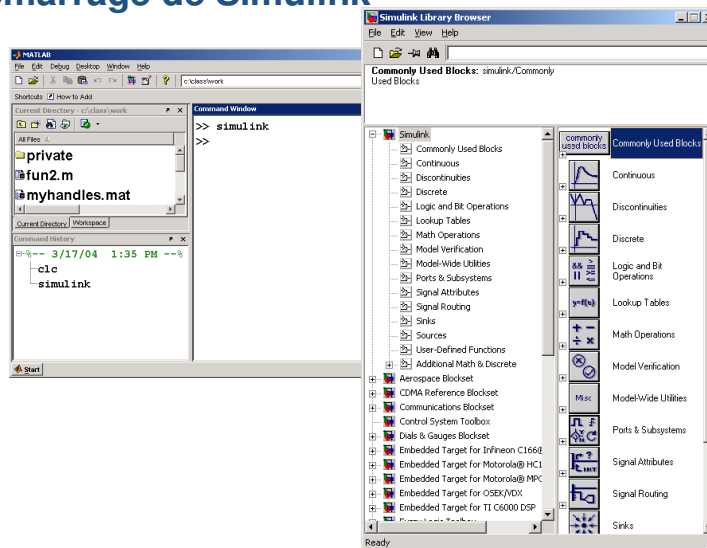 émarrage de Simulink
MATLAB
File Edit Debug Desktop Window Help
c:\class\work
Shortcuts How to Add
Current Directory - c:\class\work
All Files
private
fun2.m
myhandles.mat
Current Directory Workspace
Command History
%-- 3/17/04 1:35 PM --%
clc
simulink
Start
Command Window
>> simulink
>>
Simulink Library Browser
File Edit View Help
Commonly Used Blocks: simulink/Commonly
Used Blocks
Simulink
Commonly Used Blocks
Continuous
Discontinuities
Discrete
Logic and Bit Operations
Lookup Tables
Math Operations
Model Verification
Model-Wide Utilities
Ports & Subsystems
Signal Attributes
Signal Routing
Sinks
Sources
User-Defined Functions
Additional Math & Discrete
Aerospace Blockset
CDMA Reference Blockset
Communications Blockset
Control System Toolbox
Dials & Gauges Blockset
Embedded Target for Infineon C166®
Embedded Target for Motorola® HC1
Embedded Target for Motorola® MPC
Embedded Target for OSEK/VDX
Embedded Target for TI C6000 DSP
Fuzzy Logic Toolbox
commonly
used blocks
Commonly Used Blocks
Continuous
Discontinuities
Discrete
&& >=
|| <=
Logic and Bit
Operations
y=f(u)
Lookup Tables
+ −
÷ ×
Math Operations
Model Verification
Misc
Model-Wide Utilities
Ports & Subsystems
?
INIT
Signal Attributes
Signal Routing
Sinks
Ready